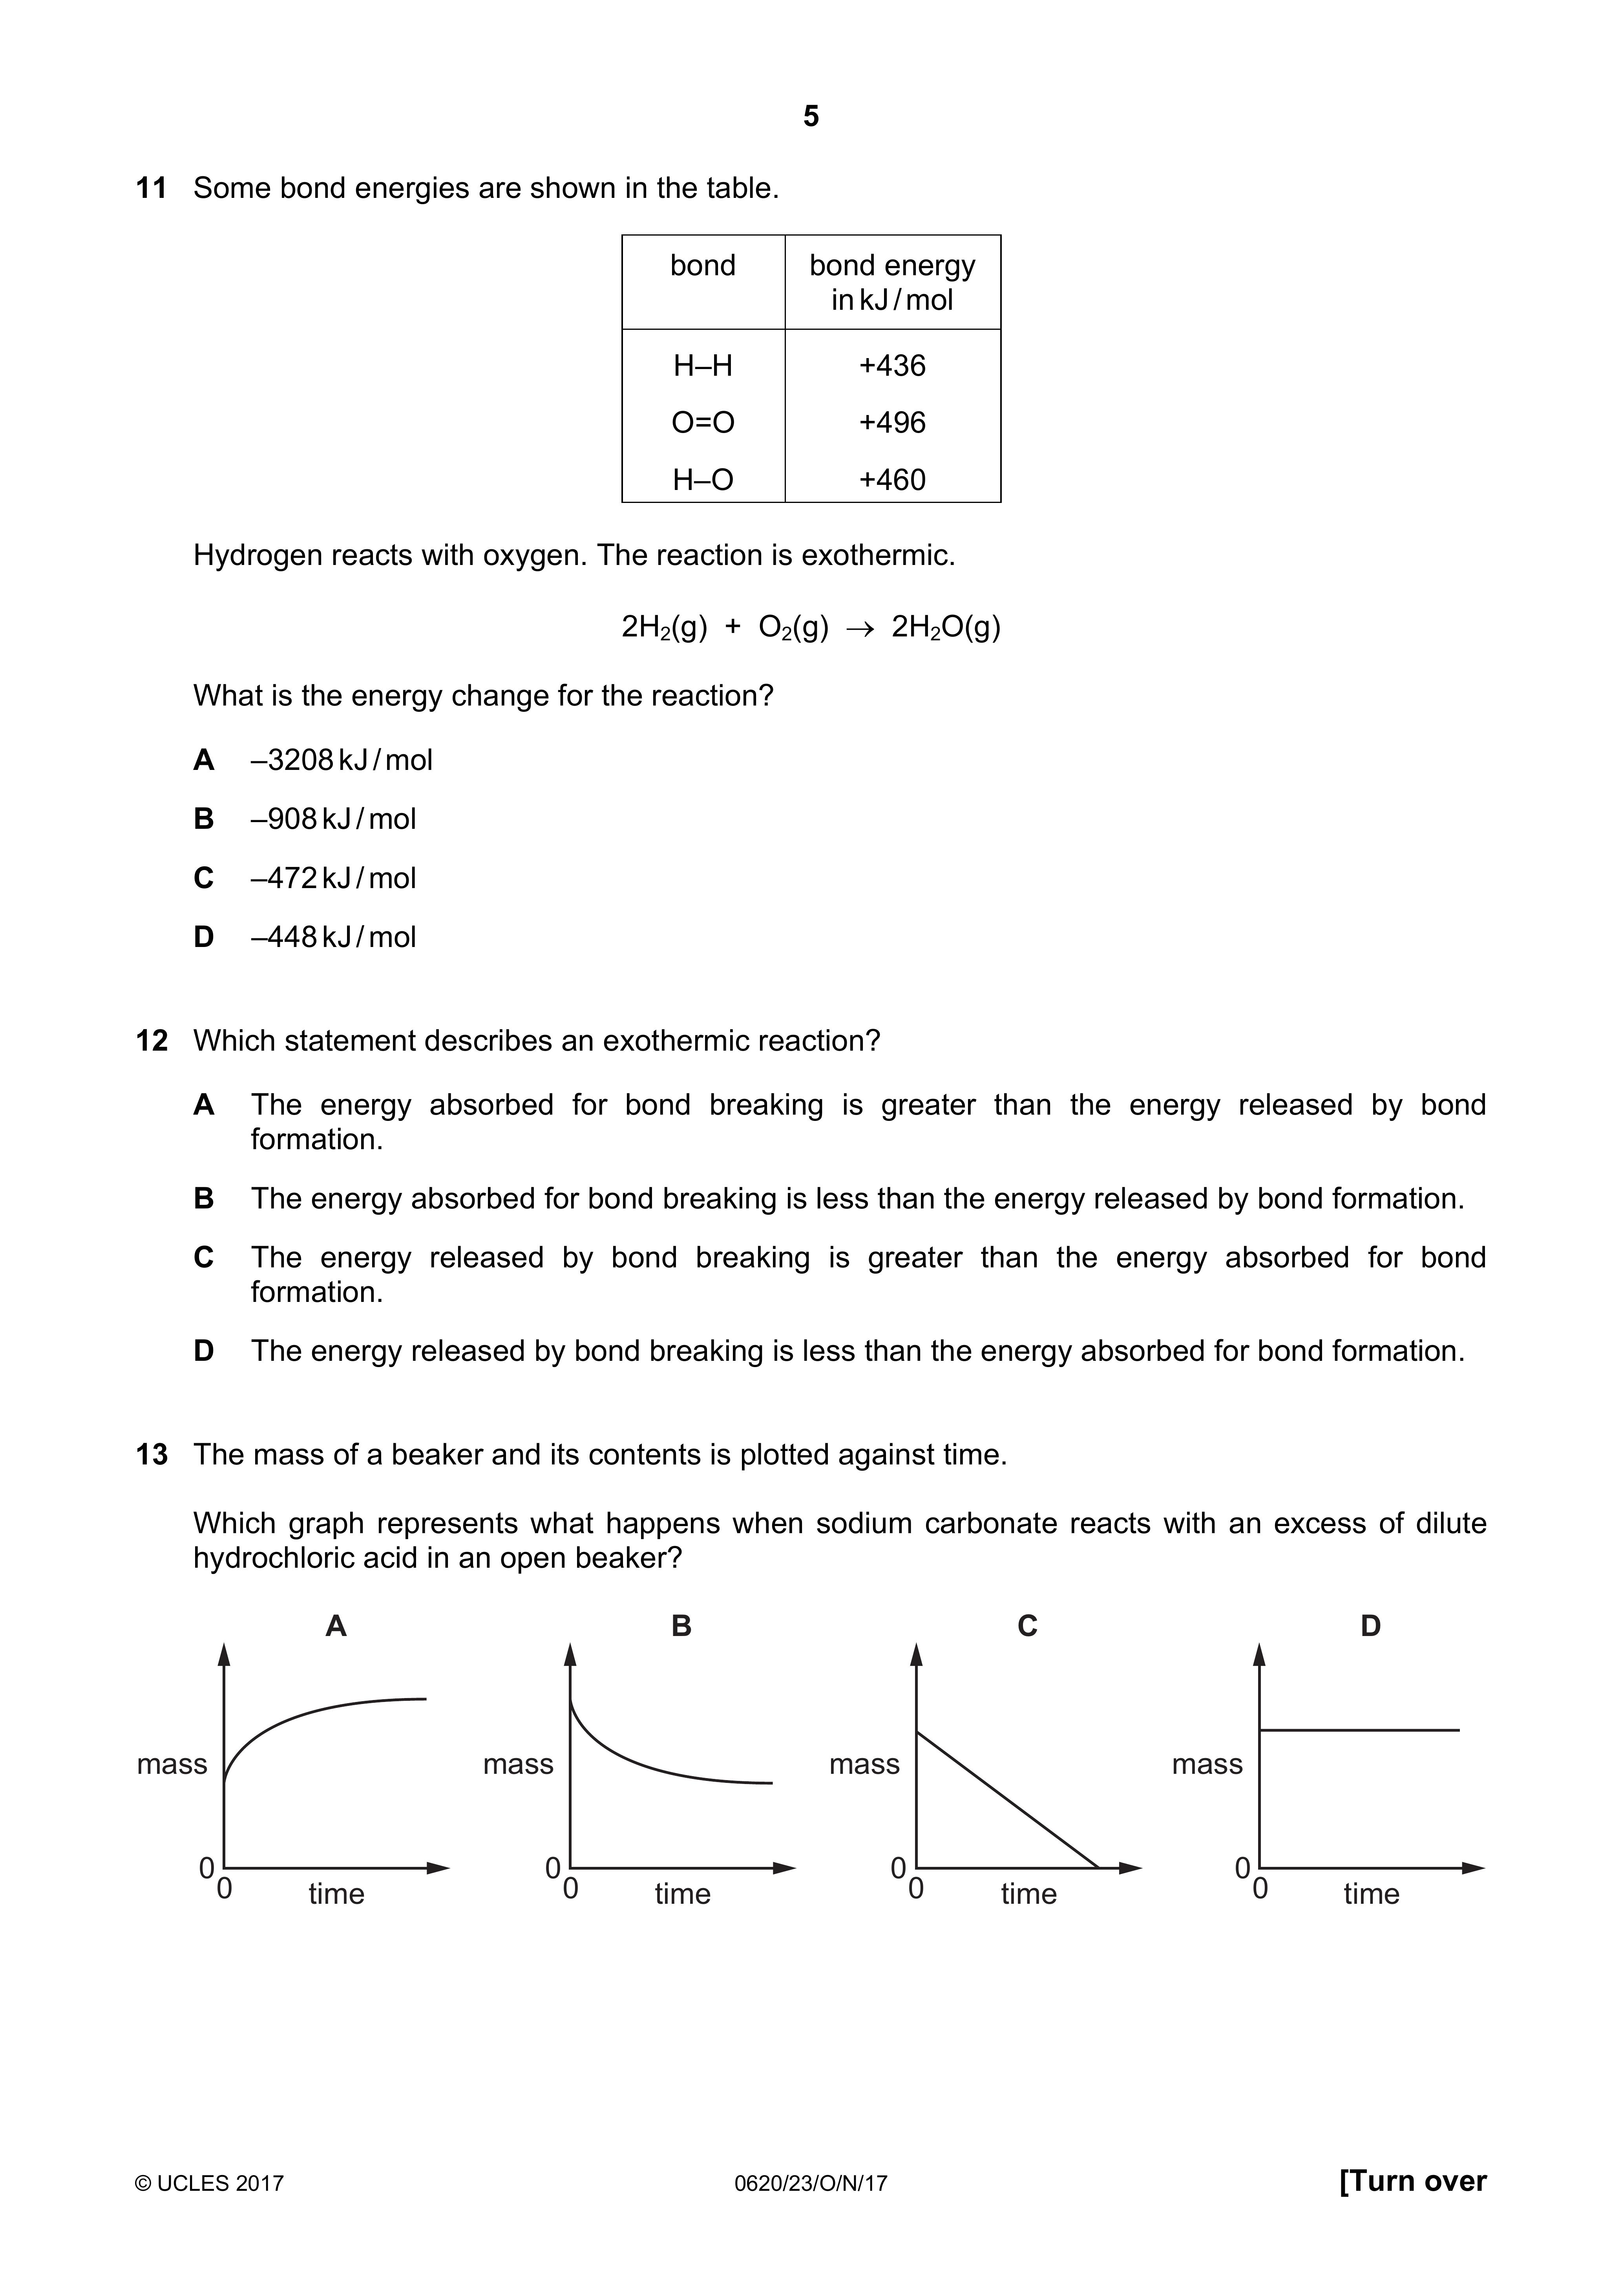 5
11 Some bond energies are shown in the table.
bond bond energy
in kJ / mol
H–H +436
O=O +496
H–O +460
Hydrogen reacts with oxygen. The reaction is exothermic.
2H₂(g) + O₂(g) → 2H₂O(g)
What is the energy change for the reaction?
A –3208 kJ / mol
B –908 kJ / mol
C –472 kJ / mol
D –448 kJ / mol
12 Which statement describes an exothermic reaction?
A The energy absorbed for bond breaking is greater than the energy released by bond
formation.
B The energy absorbed for bond breaking is less than the energy released by bond formation.
C The energy released by bond breaking is greater than the energy absorbed for bond
formation.
D The energy released by bond breaking is less than the energy absorbed for bond formation.
13 The mass of a beaker and its contents is plotted against time.
Which graph represents what happens when sodium carbonate reacts with an excess of dilute
hydrochloric acid in an open beaker?
A B C D
mass mass mass mass
0 0 0 0
0 time 0 time 0 time 0 time
© UCLES 2017 0620/23/O/N/17 [Turn over